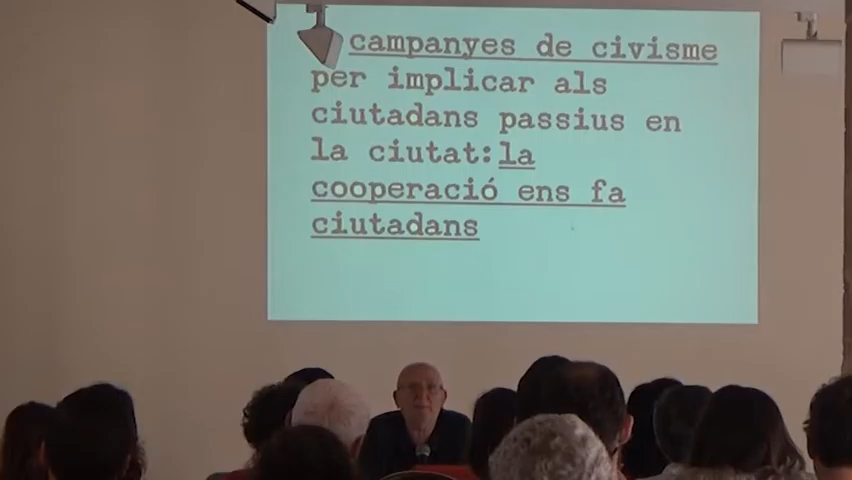 campanyes de civisme
per implicar als
ciutadans passius en
la ciutat:la
cooperació ens fa
ciutadans